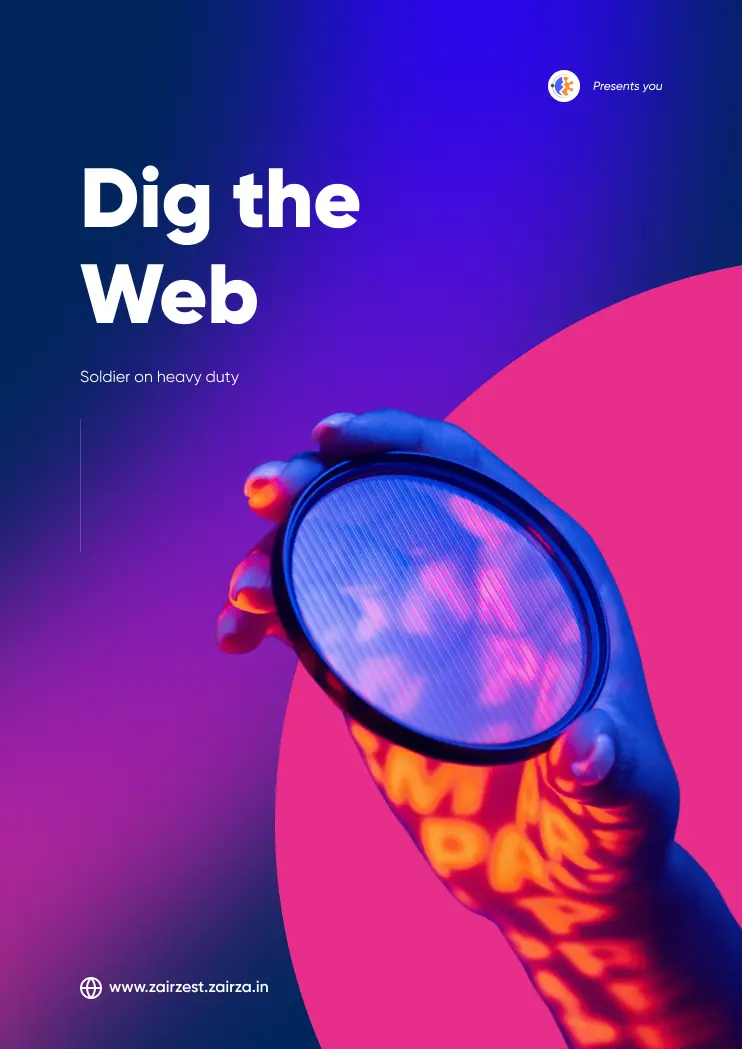 Presents you
Dig the
Web
Soldier on heavy duty
www.zairzest.zairza.in